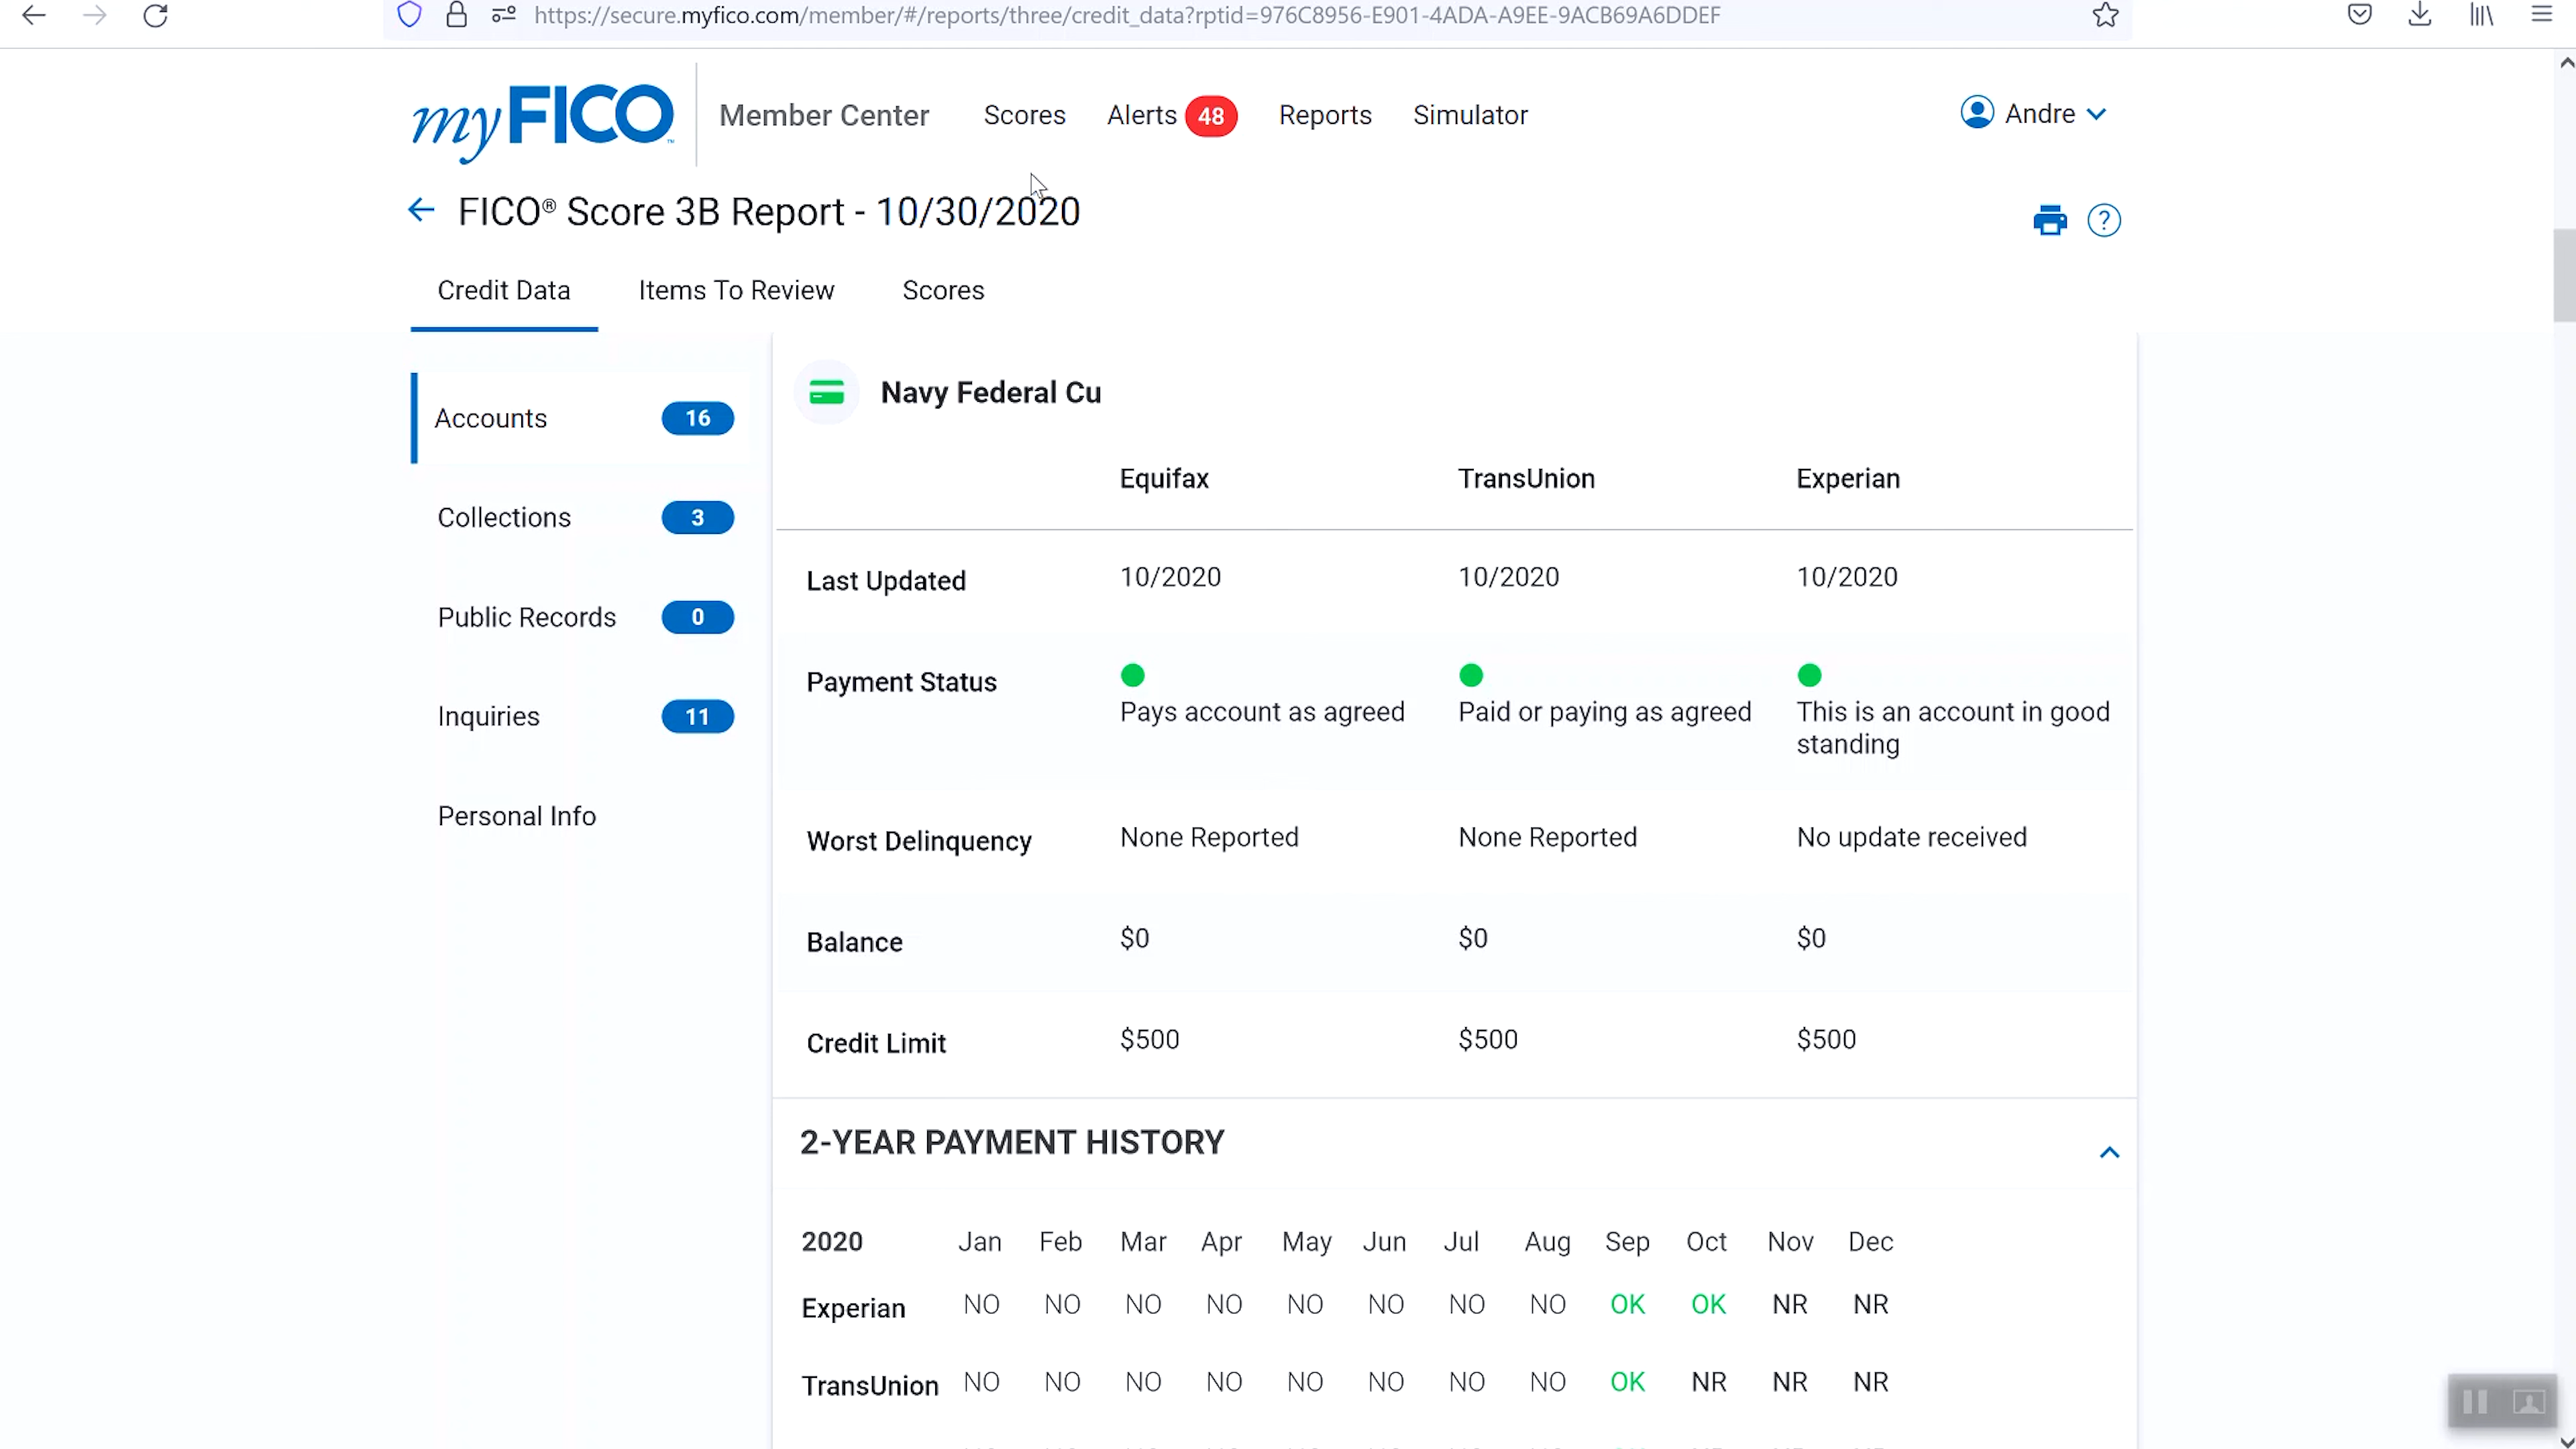 https://secure.myfico.com/member/#/reports/three/credit_data?rptid=976C8956-E901-4ADA-A9EE-9ACB69A6DDEF
myFICO™ Member Center Scores Alerts 48 Reports Simulator Andre
FICO® Score 3B Report - 10/30/2020
?
Credit Data Items To Review Scores
Accounts 16
Collections 3
Public Records 0
Inquiries 11
Personal Info
Navy Federal Cu
Equifax TransUnion Experian
Last Updated 10/2020 10/2020 10/2020
Payment Status Pays account as agreed Paid or paying as agreed This is an account in good
standing
Worst Delinquency None Reported None Reported No update received
Balance $0 $0 $0
Credit Limit $500 $500 $500
2-YEAR PAYMENT HISTORY
2020 Jan Feb Mar Apr May Jun Jul Aug Sep Oct Nov Dec
Experian NO NO NO NO NO NO NO NO OK OK NR NR
TransUnion NO NO NO NO NO NO NO NO OK NR NR NR